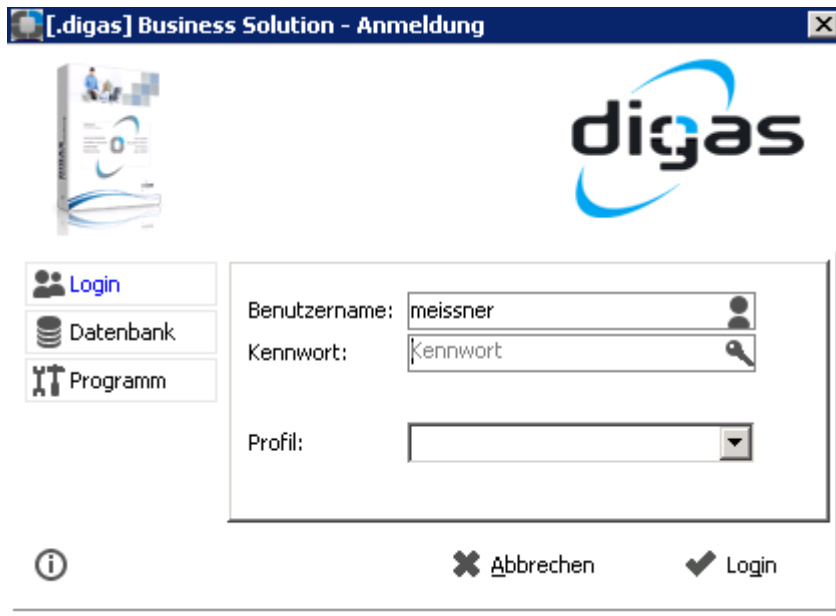 [.digas] Business Solution - Anmeldung
digas
Login
Datenbank
Programm
Benutzername: meissner
Kennwort: Kennwort
Profil:
Abbrechen
Login